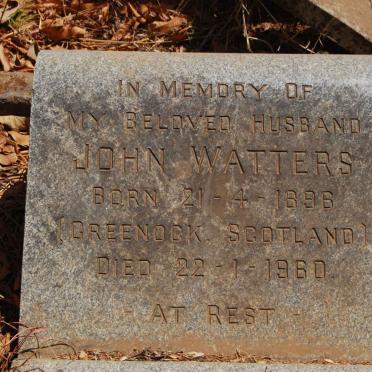 IN MEMORY OF
MY BELOVED HUSBAND
JOHN WATTERS
BORN 21-4-1896
(GREENOCK, SCOTLAND)
DIED 22-1-1960.
- AT REST -